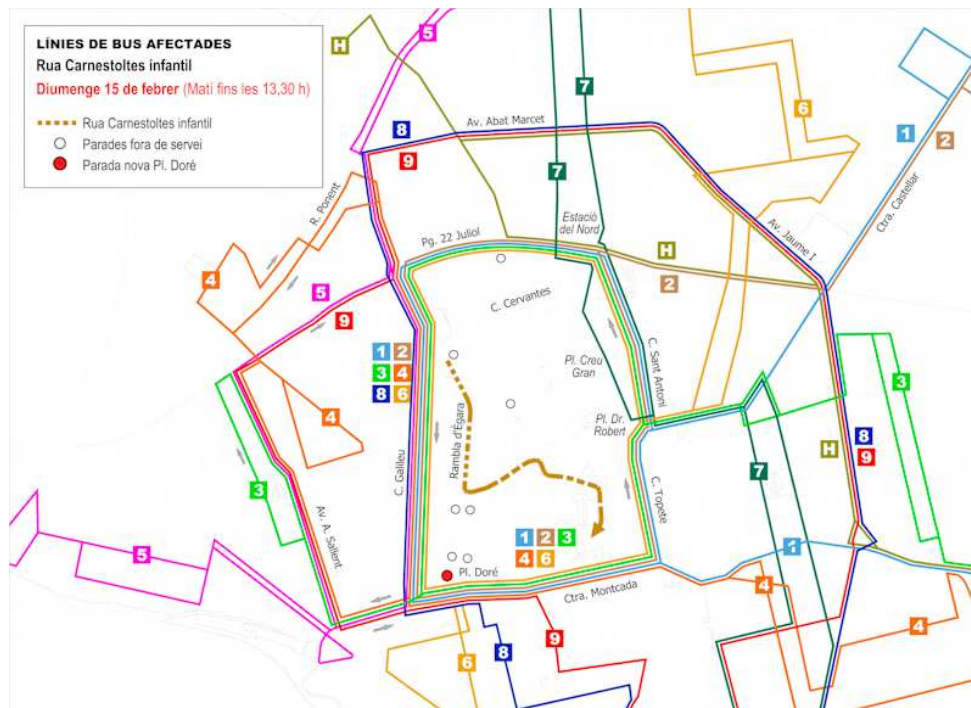 LÍNIES DE BUS AFECTADES
Rua Carnestoltes infantil
Diumenge 15 de febrer (Matí fins les 13,30 h)
Rua Carnestoltes infantil
Parades fora de servei
Parada nova Pl. Doré
H
5
7
6
8
Av. Abat Marcet
9
1
2
7
Ctra. Castellar
R. Ponent
Estació
del Nord
Pg. 22 Juliol
Av. Jaume I
H
2
4
5
9
C. Cervantes
1 2
3 4
8 6
Pl. Creu
Gran
C. Sant Antoni
3
4
Rambla d'Ègara
Pl. Dr.
Robert
H
8
9
3
C. Galileu
7
C. Topete
Av. A. Sallent
5
1 2 3
4 6
1
Pl. Doré
Ctra. Montcada
4
4
6
8
9